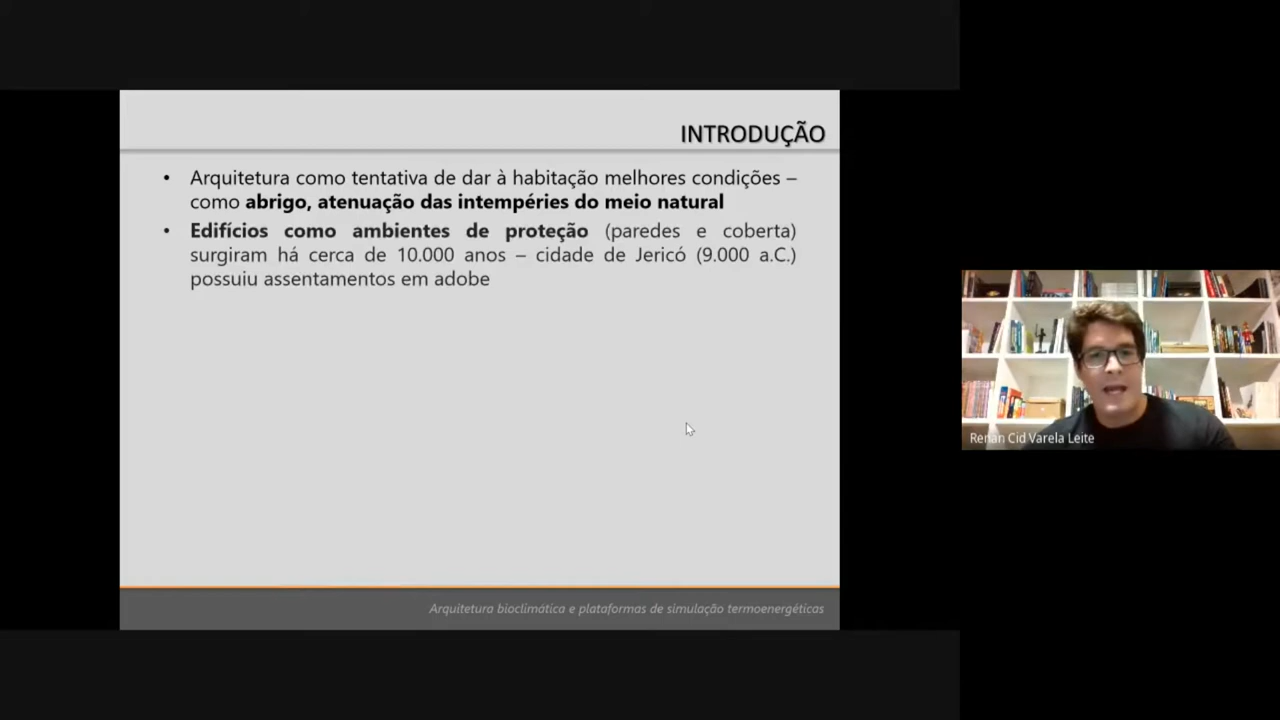 INTRODUÇÃO
• Arquitetura como tentativa de dar à habitação melhores condições –
como abrigo, atenuação das intempéries do meio natural
• Edifícios como ambientes de proteção (paredes e coberta)
surgiram há cerca de 10.000 anos – cidade de Jericó (9.000 a.C.)
possuiu assentamentos em adobe
Arquitetura bioclimática e plataformas de simulação termoenergéticas
Renan Cid Varela Leite